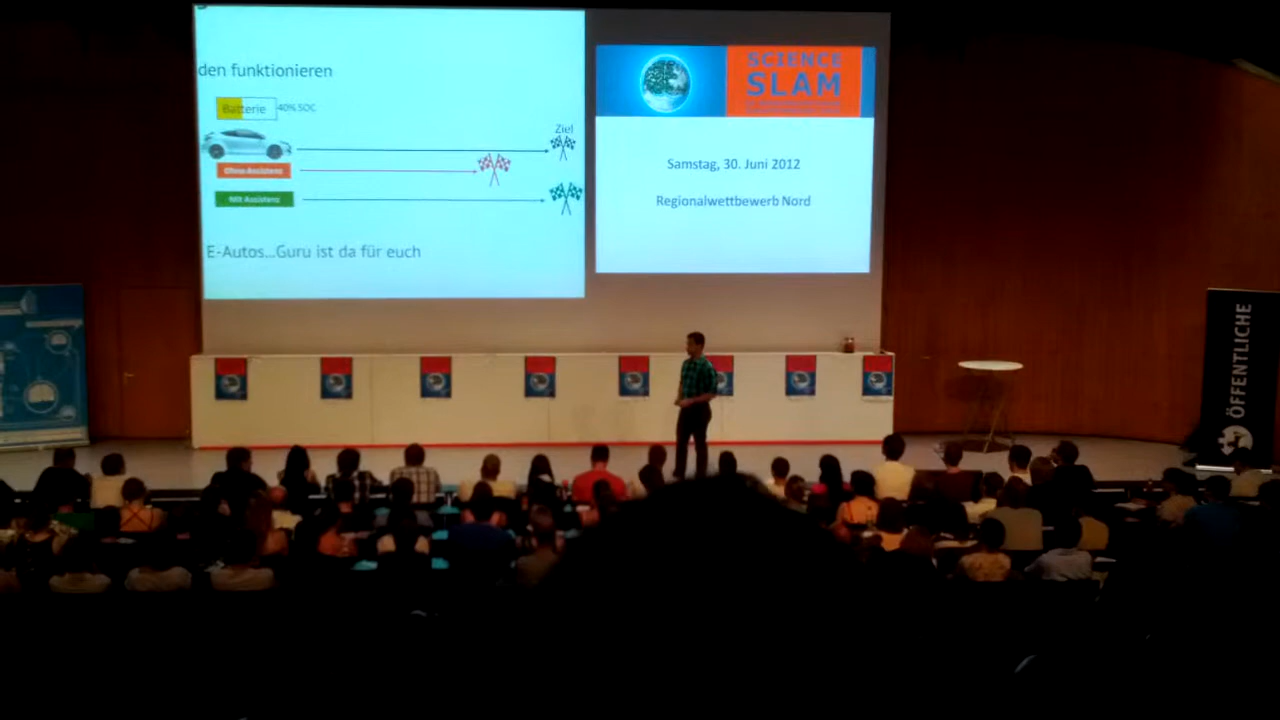 den funktionieren
Batterie 40% SOC
Ziel
Ohne Assistenz
Mit Assistenz
E-Autos...Guru ist da für euch
SCIENCE
SLAM
Samstag, 30. Juni 2012
Regionalwettbewerb Nord
ÖFFENTLICHE